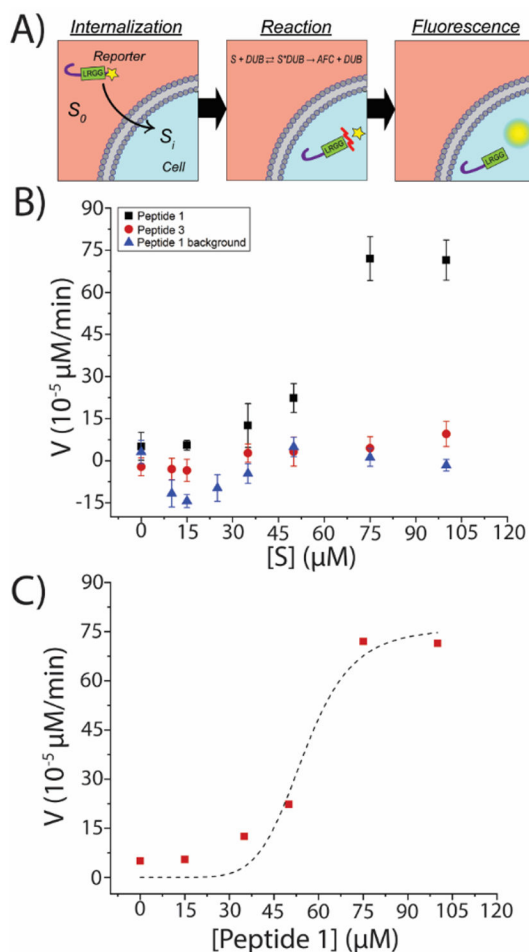 A)
Internalization
Reaction
Fluorescence
Reporter
LRGG
S0
Si
Cell
S + DUB ⇌ S*DUB → AFC + DUB
LRGG
LRGG
B)
Peptide 1
Peptide 3
Peptide 1 background
V (10⁻⁵ µM/min)
90
75
60
45
30
15
0
-15
0 15 30 45 60 75 90 105 120
[S] (µM)
C)
V (10⁻⁵ µM/min)
90
75
60
45
30
15
0
0 15 30 45 60 75 90 105 120
[Peptide 1] (µM)